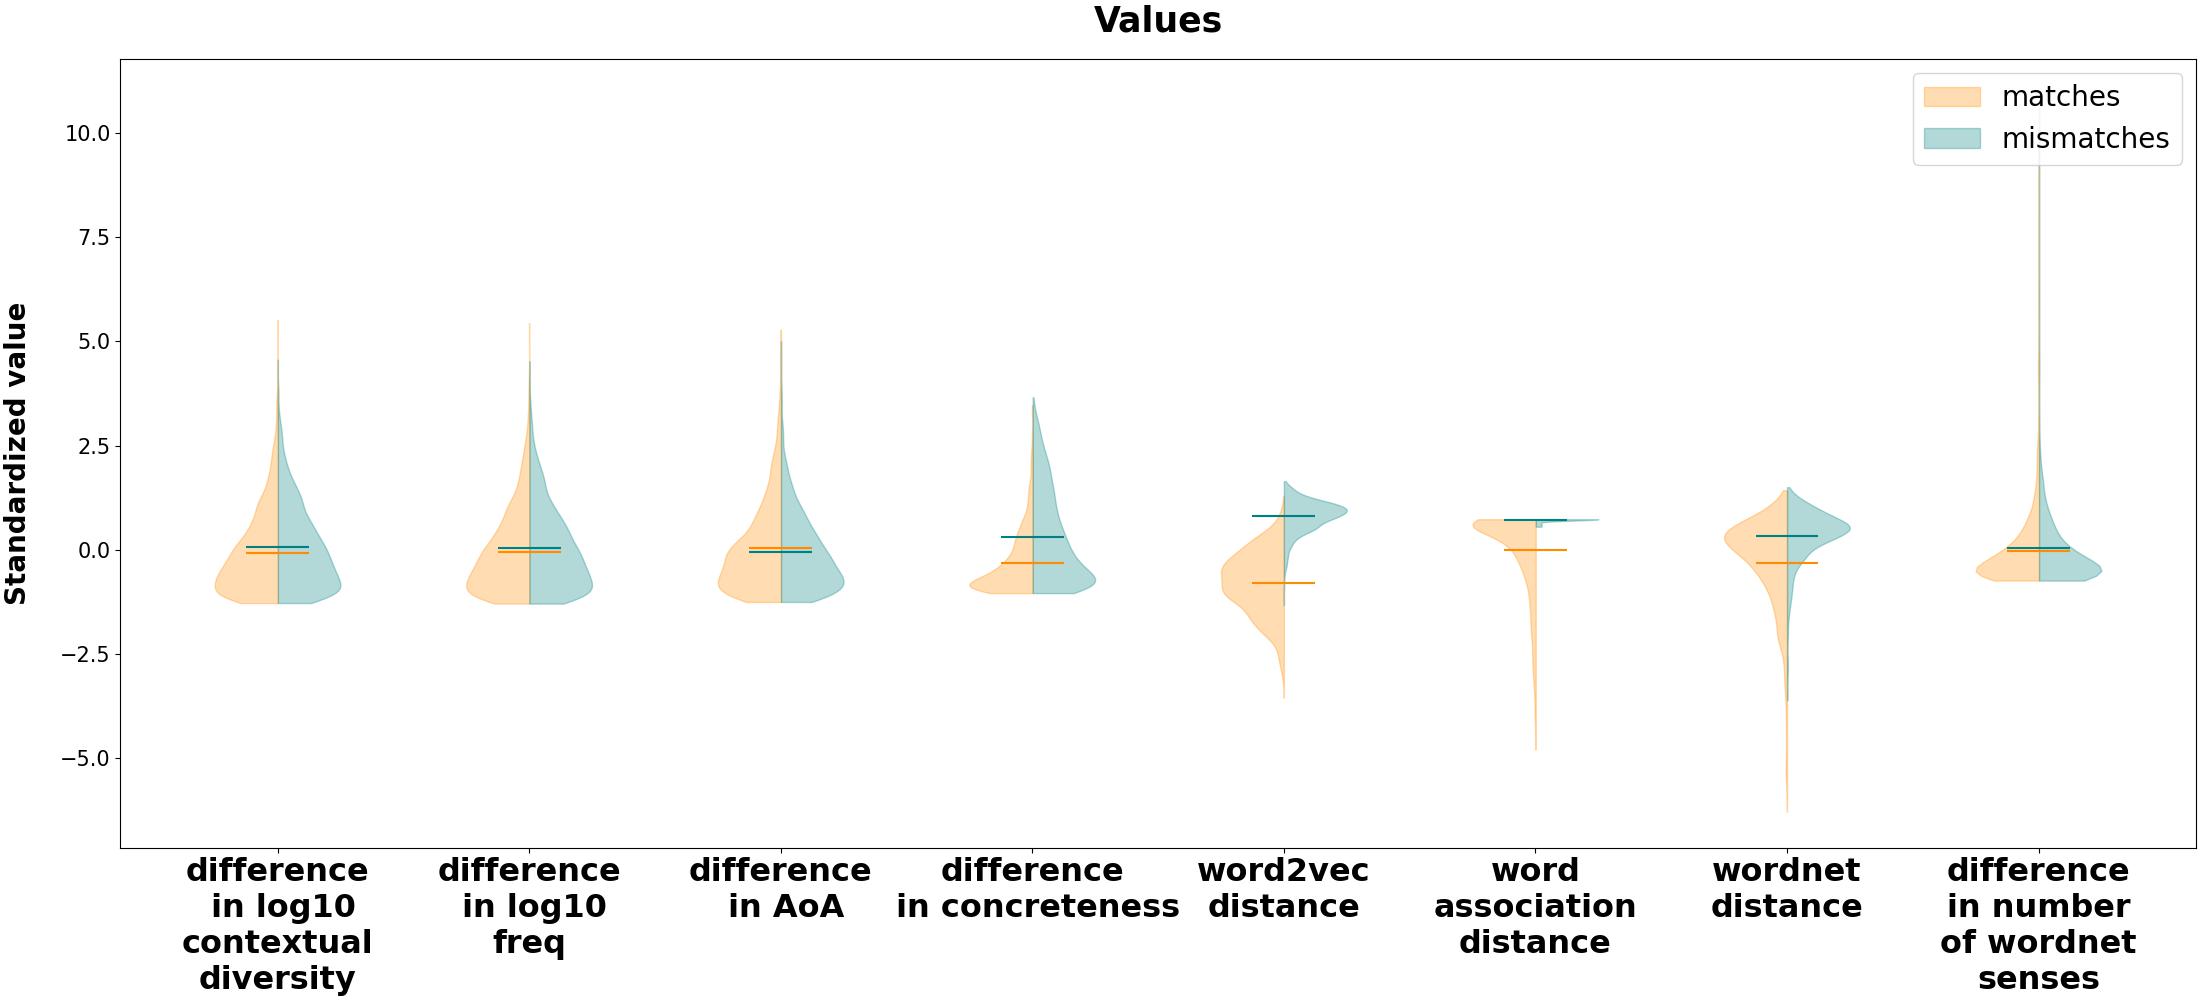 Values
matches
mismatches
Standardized value
10.0
7.5
5.0
2.5
0.0
−2.5
−5.0
difference
in log10
contextual
diversity
difference
in log10
freq
difference
in AoA
difference
in concreteness
word2vec
distance
word
association
distance
wordnet
distance
difference
in number
of wordnet
senses